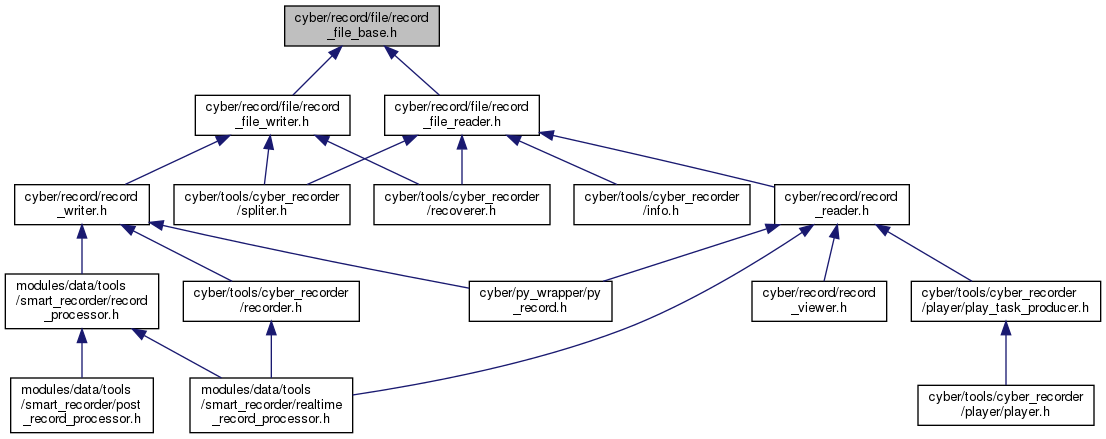 cyber/record/file/record
_file_base.h
cyber/record/file/record
_file_writer.h
cyber/record/file/record
_file_reader.h
cyber/record/record
_writer.h
cyber/tools/cyber_recorder
/spliter.h
cyber/tools/cyber_recorder
/recoverer.h
cyber/tools/cyber_recorder
/info.h
cyber/record/record
_reader.h
modules/data/tools
/smart_recorder/record
_processor.h
cyber/tools/cyber_recorder
/recorder.h
cyber/py_wrapper/py
_record.h
cyber/record/record
_viewer.h
cyber/tools/cyber_recorder
/player/play_task_producer.h
modules/data/tools
/smart_recorder/post
_record_processor.h
modules/data/tools
/smart_recorder/realtime
_record_processor.h
cyber/tools/cyber_recorder
/player/player.h